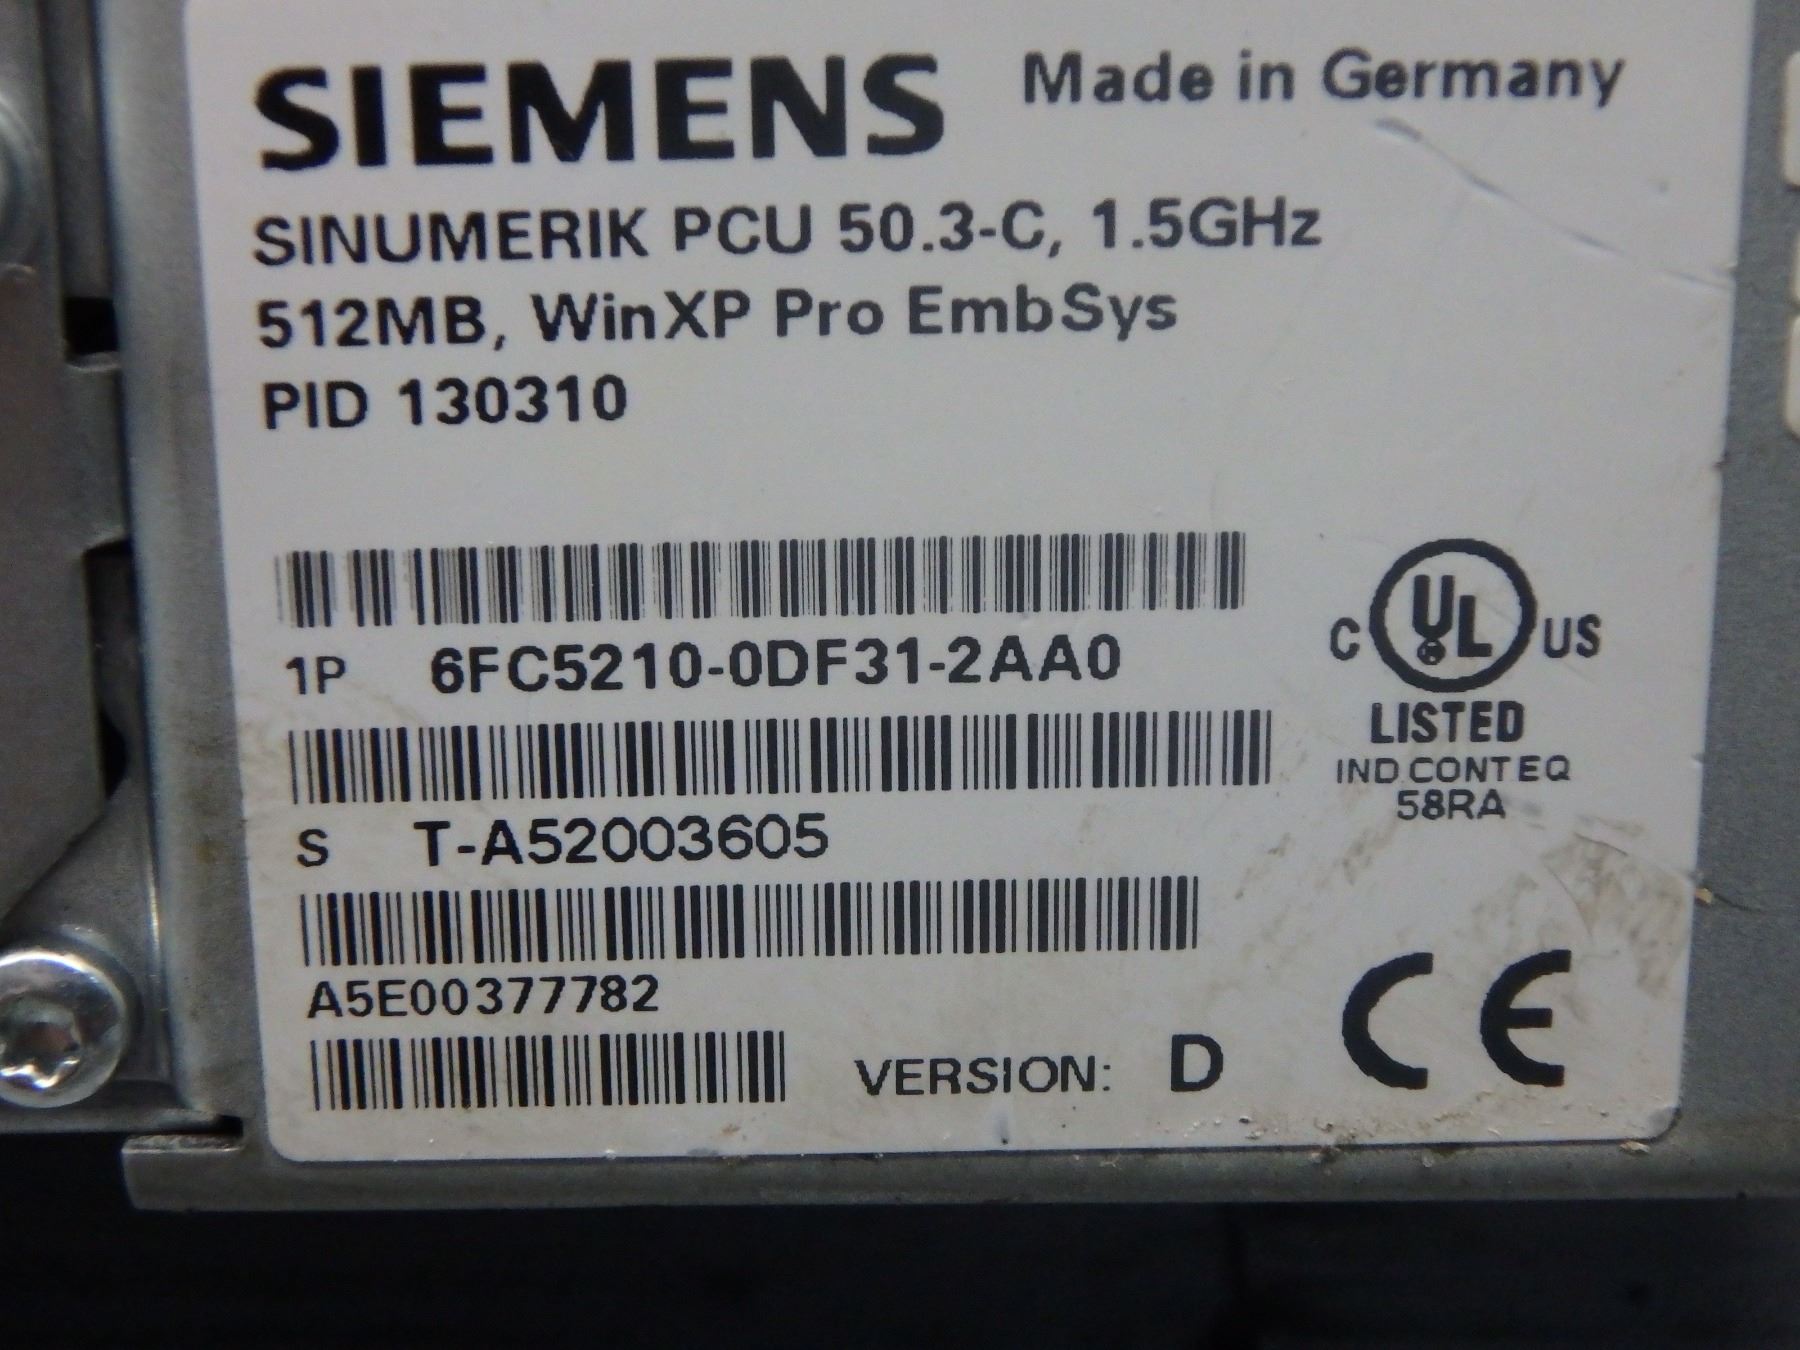 SIEMENS Made in Germany
SINUMERIK PCU 50.3-C, 1.5GHz
512MB, WinXP Pro EmbSys
PID 130310
1P 6FC5210-0DF31-2AA0
C UL US
LISTED
IND.CONT.EQ
58RA
S T-A52003605
A5E00377782
VERSION: D
CE